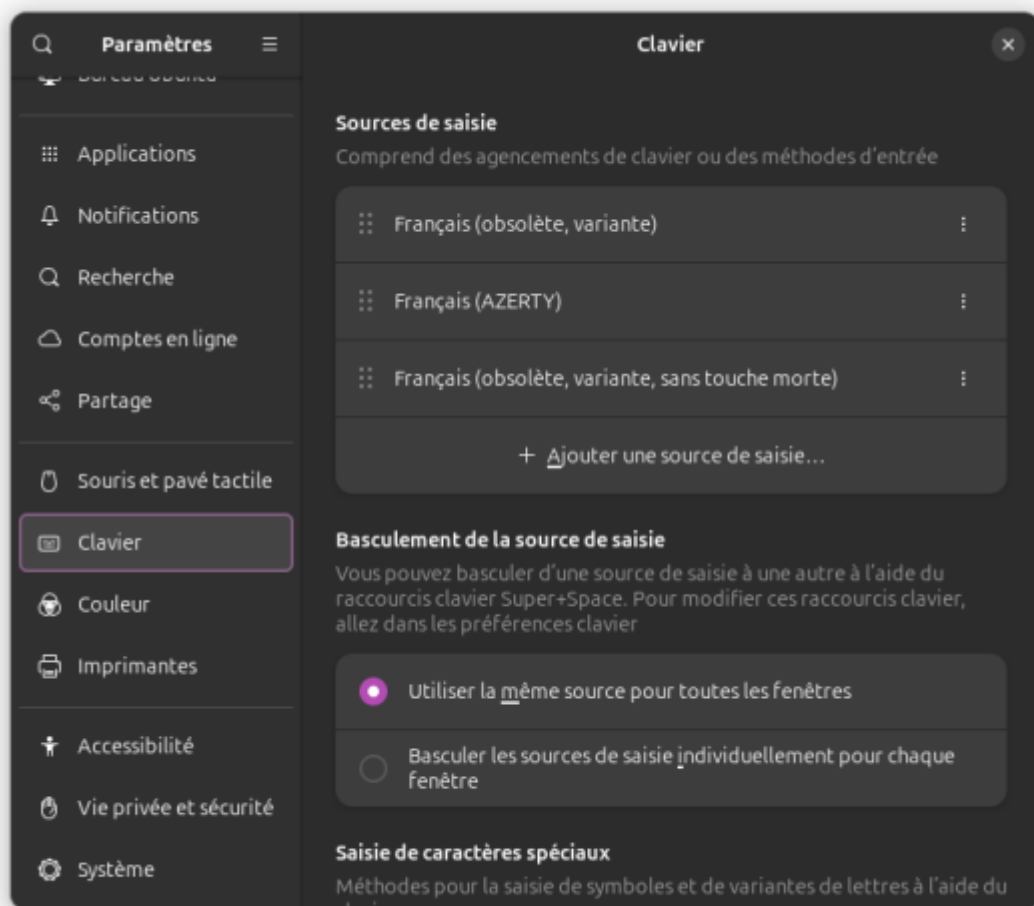 Paramètres
Clavier
Bureau Ubuntu
Applications
Notifications
Recherche
Comptes en ligne
Partage
Souris et pavé tactile
Clavier
Couleur
Imprimantes
Accessibilité
Vie privée et sécurité
Système
Sources de saisie
Comprend des agencements de clavier ou des méthodes d'entrée
Français (obsolète, variante)
Français (AZERTY)
Français (obsolète, variante, sans touche morte)
+ Ajouter une source de saisie...
Basculement de la source de saisie
Vous pouvez basculer d'une source de saisie à une autre à l'aide du
raccourcis clavier Super+Space. Pour modifier ces raccourcis clavier,
allez dans les préférences clavier
Utiliser la même source pour toutes les fenêtres
Basculer les sources de saisie individuellement pour chaque
fenêtre
Saisie de caractères spéciaux
Méthodes pour la saisie de symboles et de variantes de lettres à l'aide du